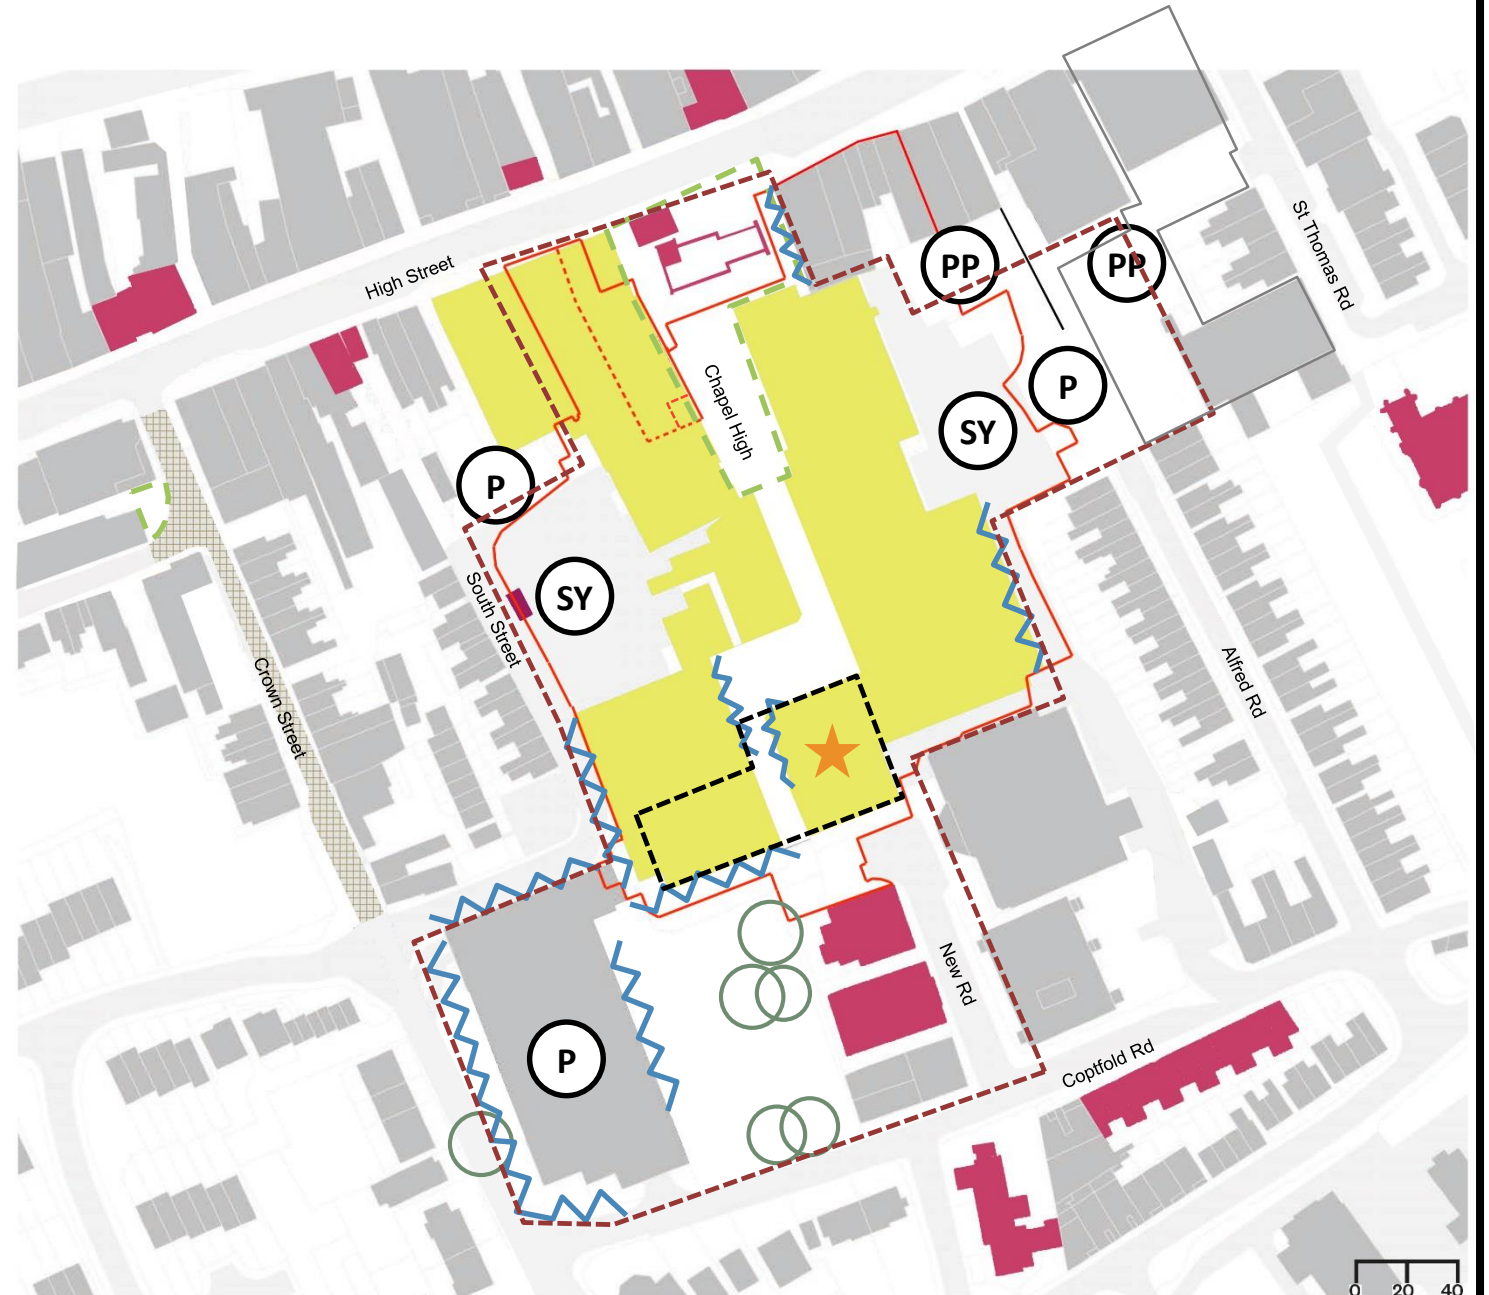 St Thomas Rd
High Street
PP
PP
Chapel High
P
SY
P
SY
South Street
Crown Street
Alfred Rd
New Rd
P
Coptfold Rd
0 20 40